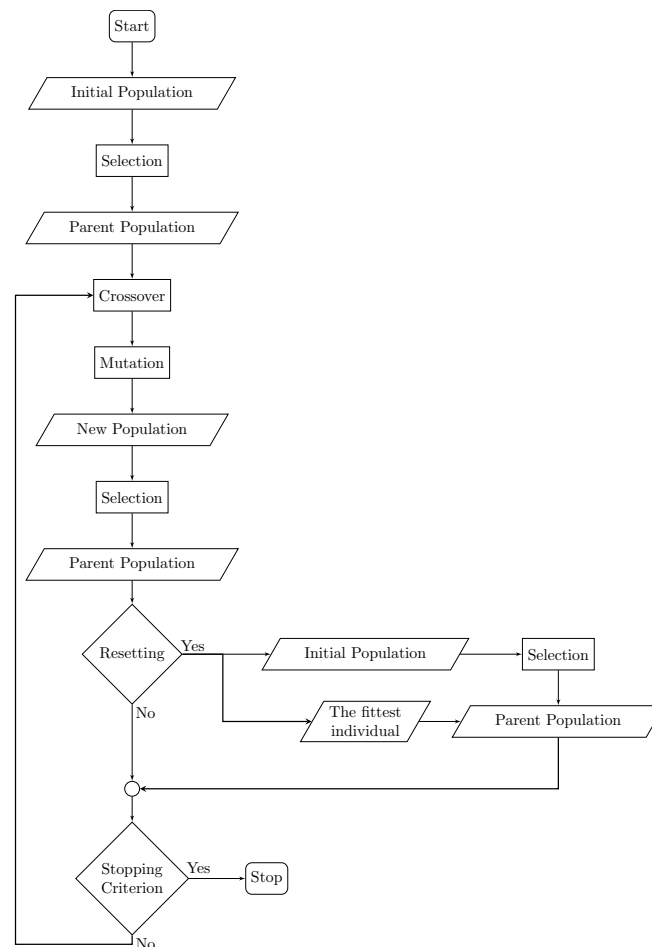 Start
Initial Population
Selection
Parent Population
Crossover
Mutation
New Population
Selection
Parent Population
Resetting
Yes
Initial Population
Selection
No
The fittest
individual
Parent Population
Stopping
Criterion
Yes
Stop
No